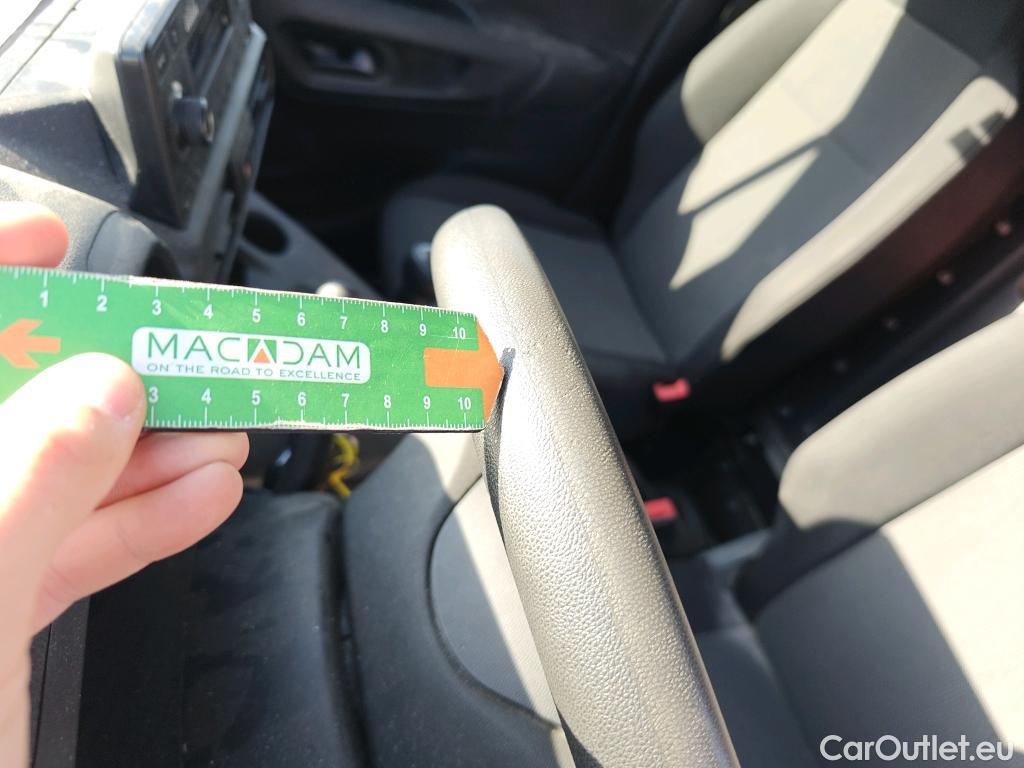 1 2 3 4 5 6 7 8 9 10
MACADAM
ON THE ROAD TO EXCELLENCE
3 4 5 6 7 8 9 10
CarOutlet.eu